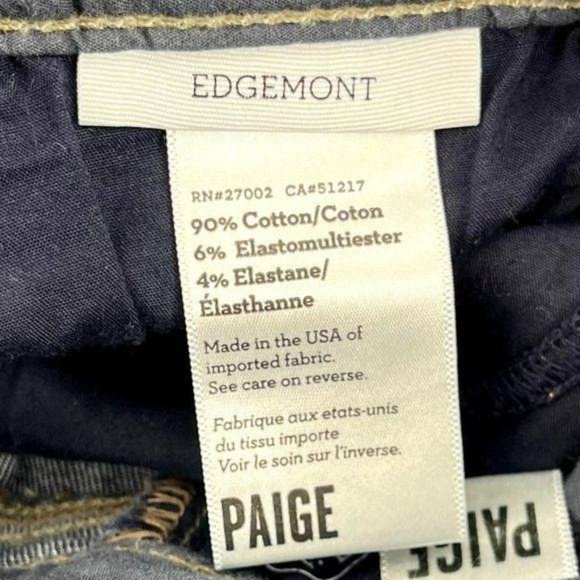 EDGEMONT
RN#27002 CA#51217
90% Cotton/Coton
6% Elastomultiester
4% Elastane/
Élasthanne
Made in the USA of
imported fabric.
See care on reverse.
Fabrique aux etats-unis
du tissu importe
Voir le soin sur l'inverse.
PAIGE
PAIGE